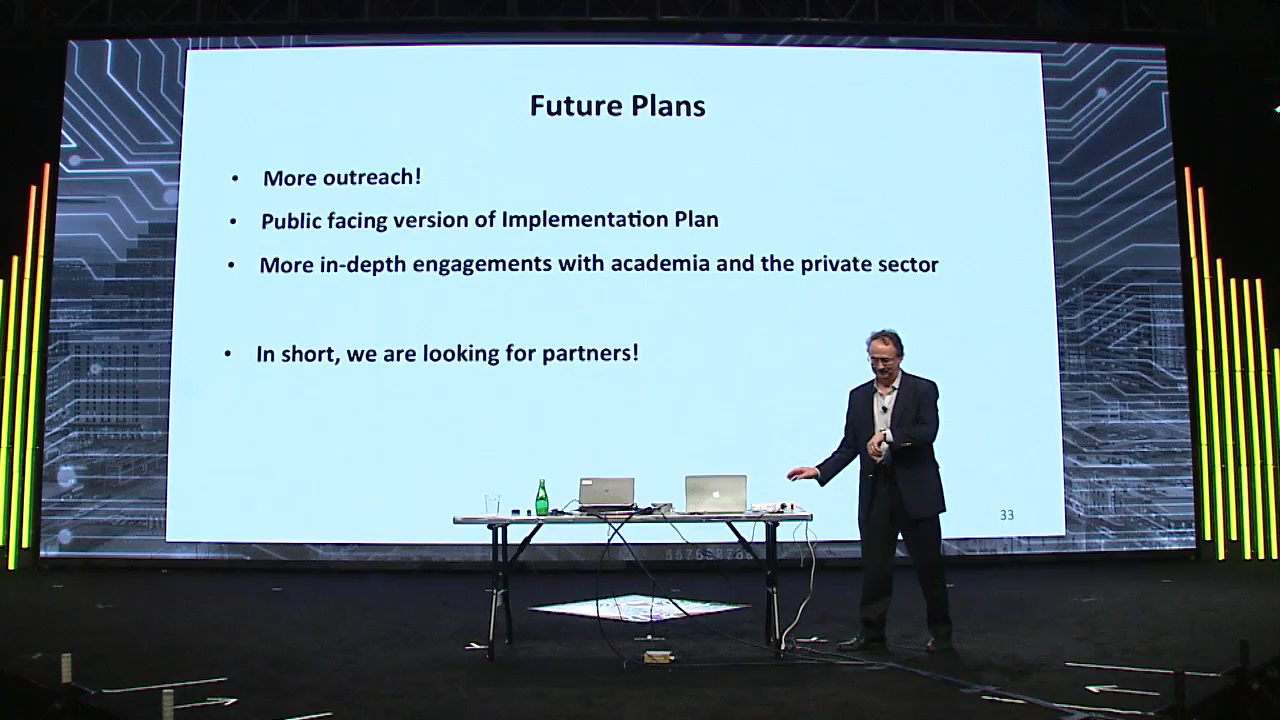 Future Plans
• More outreach!
• Public facing version of Implementation Plan
• More in-depth engagements with academia and the private sector
• In short, we are looking for partners!
33